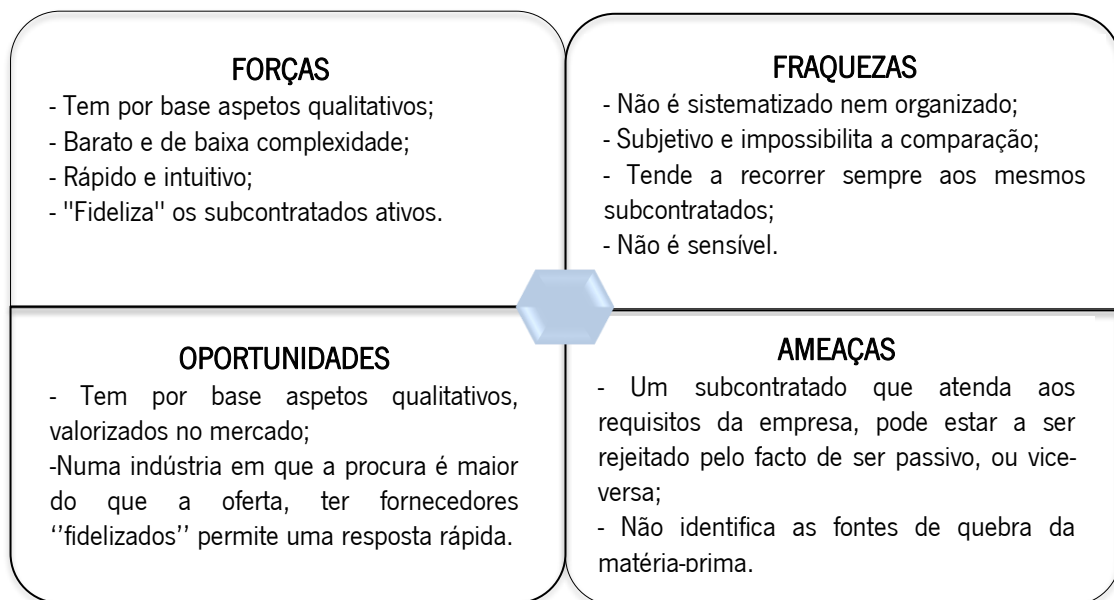 FORÇAS
- Tem por base aspetos qualitativos;
- Barato e de baixa complexidade;
- Rápido e intuitivo;
- "Fideliza" os subcontratados ativos.
FRAQUEZAS
- Não é sistematizado nem organizado;
- Subjetivo e impossibilita a comparação;
- Tende a recorrer sempre aos mesmos
subcontratados;
- Não é sensível.
OPORTUNIDADES
- Tem por base aspetos qualitativos,
valorizados no mercado;
-Numa indústria em que a procura é maior
do que a oferta, ter fornecedores
‘’fidelizados’’ permite uma resposta rápida.
AMEAÇAS
- Um subcontratado que atenda aos
requisitos da empresa, pode estar a ser
rejeitado pelo facto de ser passivo, ou vice-
versa;
- Não identifica as fontes de quebra da
matéria-prima.